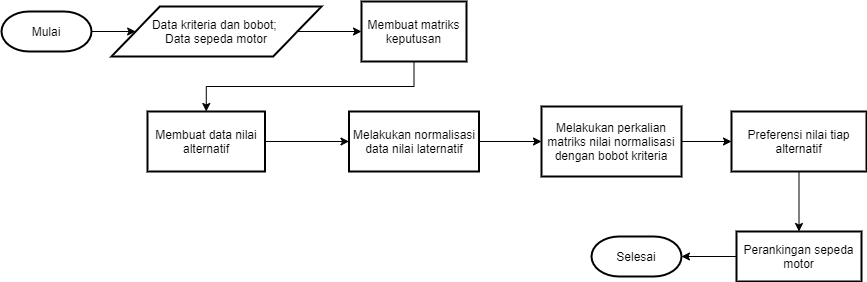 Mulai
Data kriteria dan bobot;
Data sepeda motor
Membuat matriks
keputusan
Membuat data nilai
alternatif
Melakukan normalisasi
data nilai laternatif
Melakukan perkalian
matriks nilai normalisasi
dengan bobot kriteria
Preferensi nilai tiap
alternatif
Perankingan sepeda
motor
Selesai